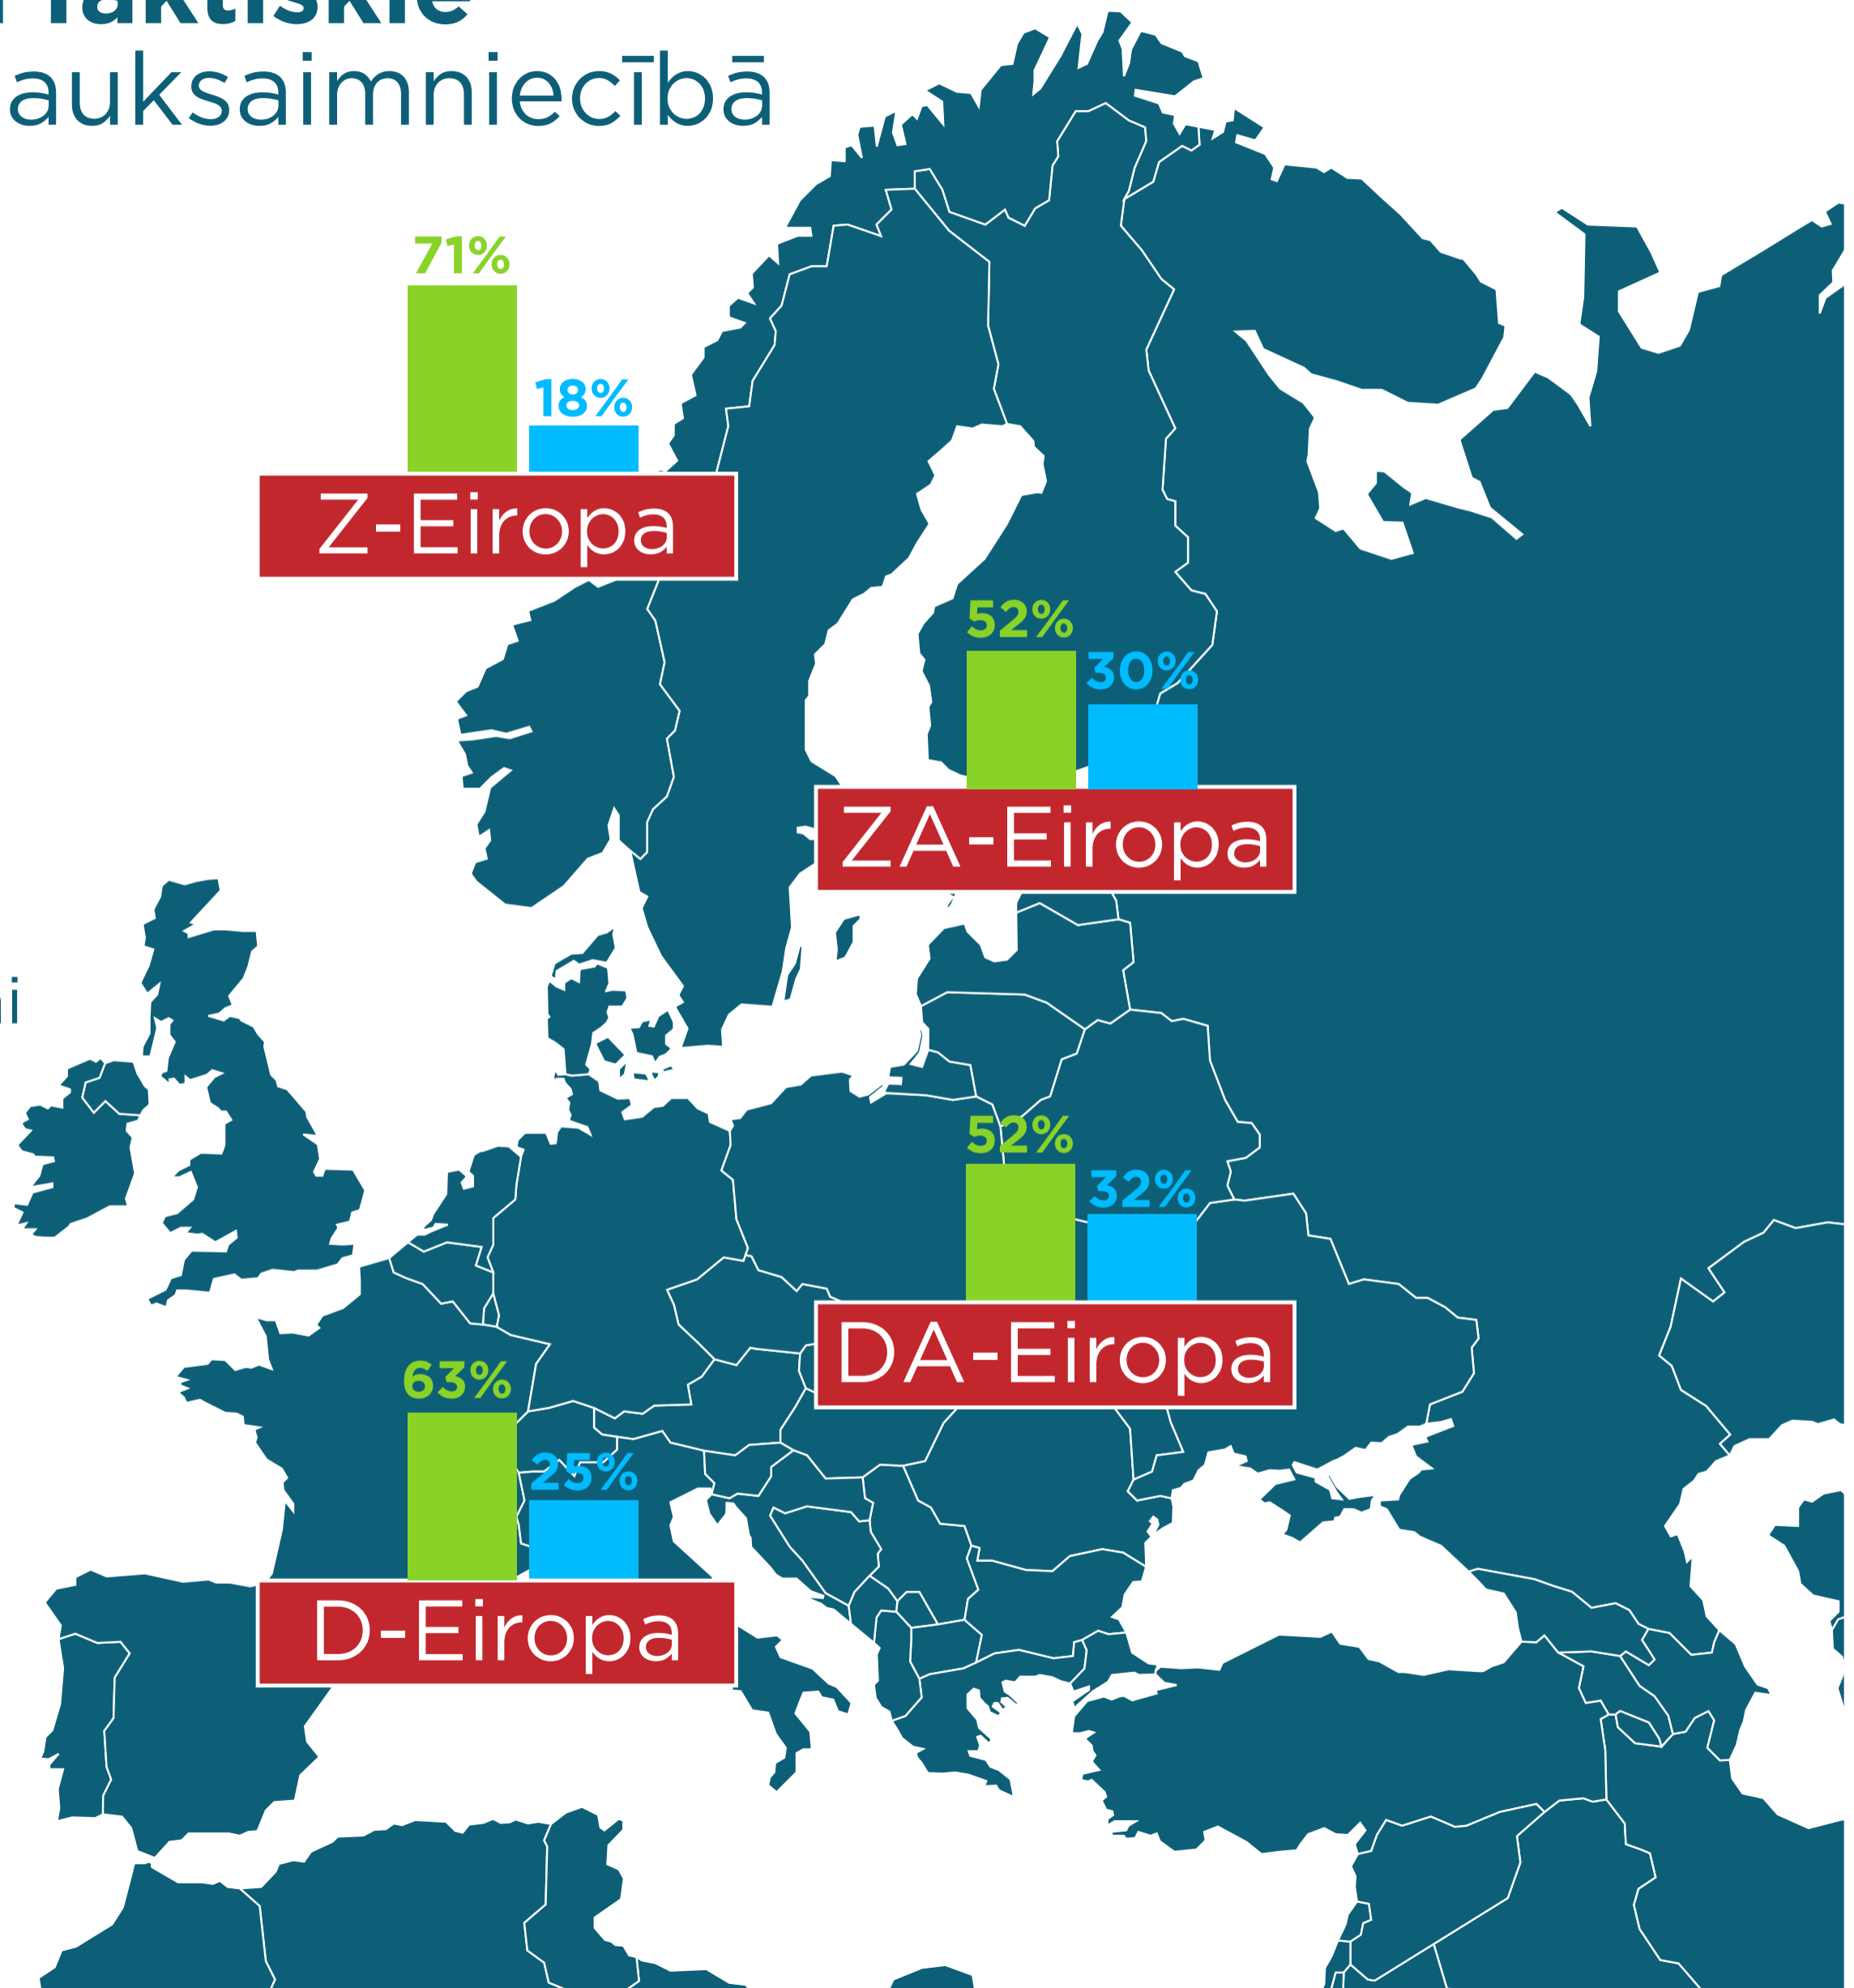 auksaimniecībā
71%
18%
Z-Eiropa
52%
30%
ZA-Eiropa
52%
32%
DA-Eiropa
63%
25%
D-Eiropa